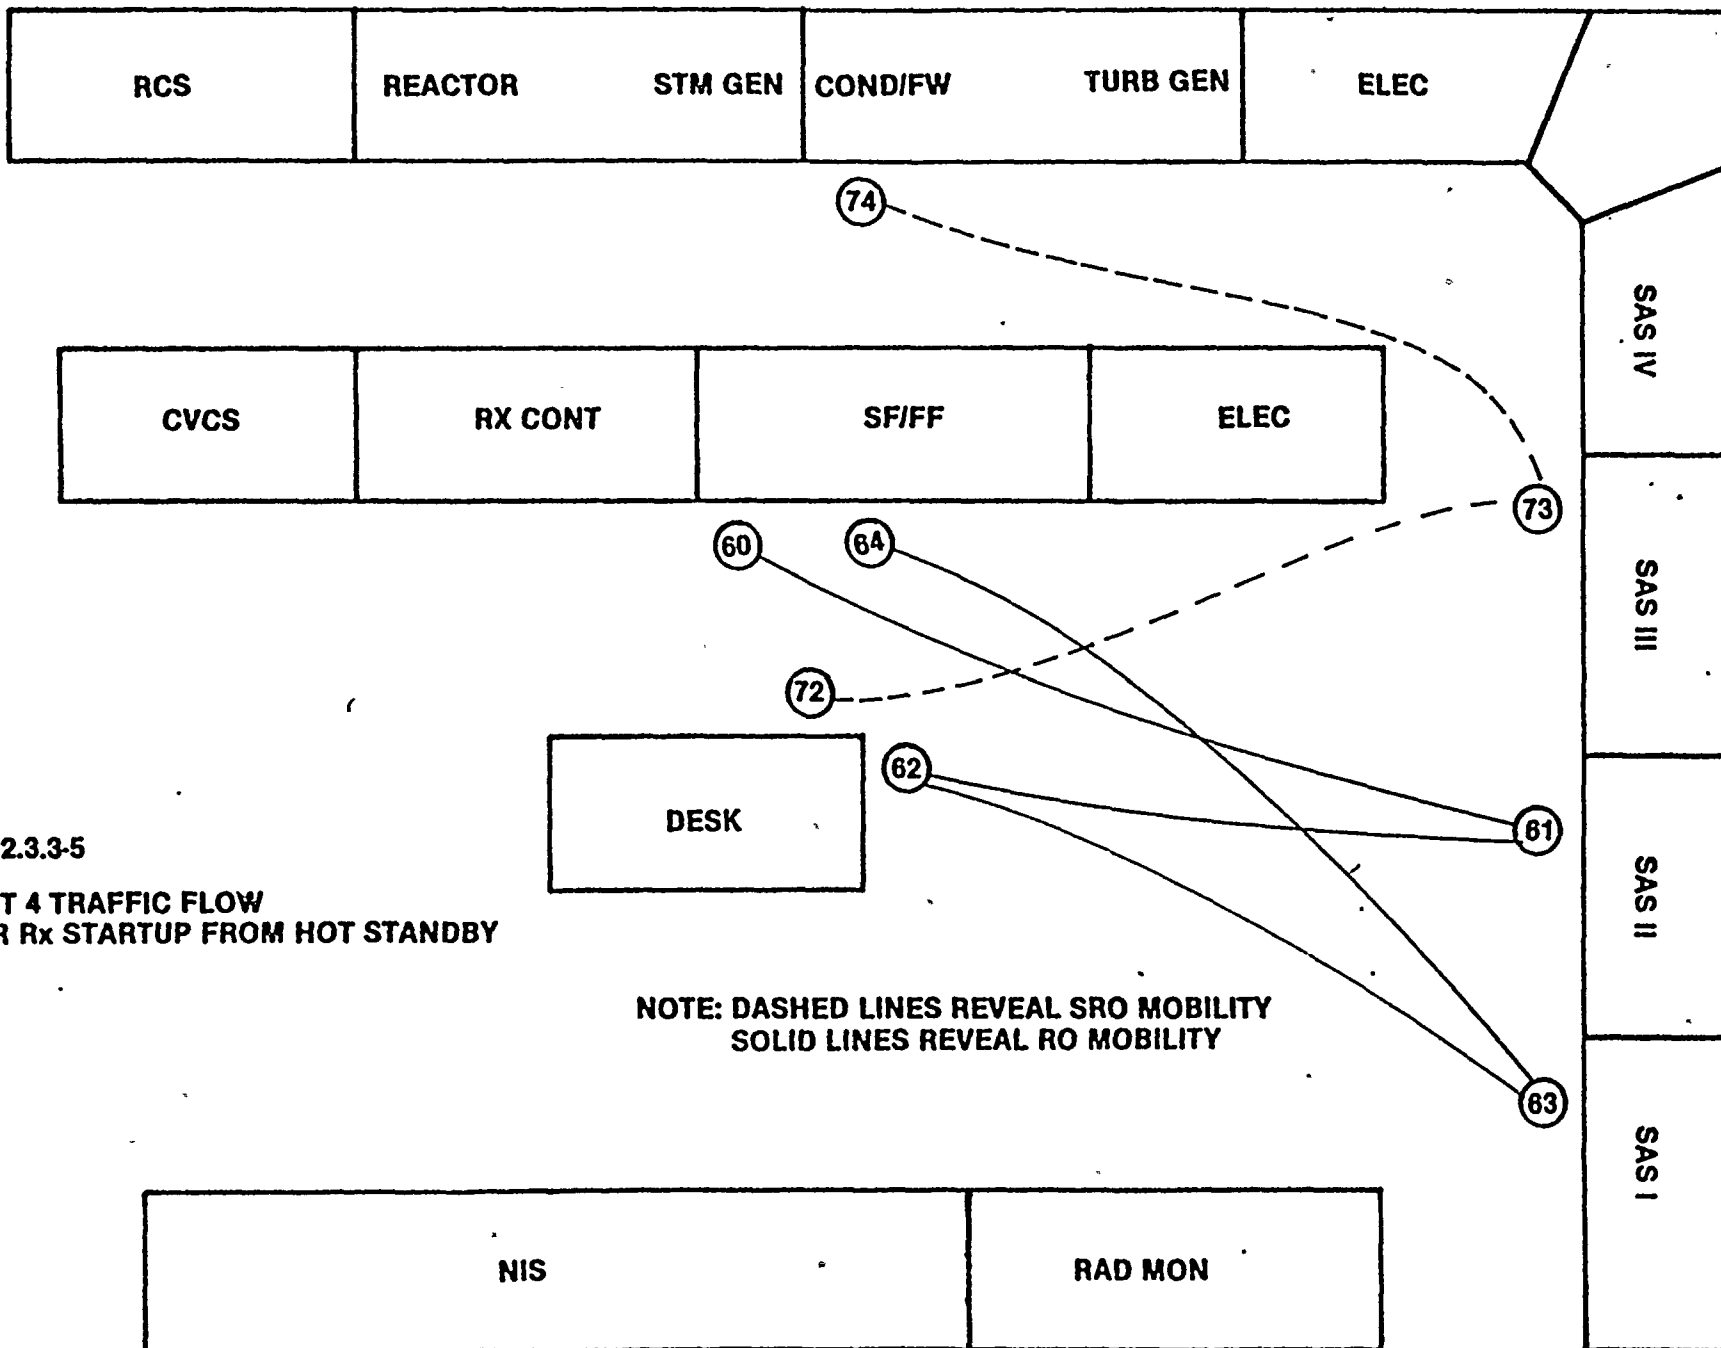 RCS
REACTOR
STM GEN
COND/FW
TURB GEN
ELEC
74
SAS IV
CVCS
RX CONT
SF/FF
ELEC
73
60
64
SAS III
72
62
DESK
61
2.3.3-5
T 4 TRAFFIC FLOW
R Rx STARTUP FROM HOT STANDBY
SAS II
NOTE: DASHED LINES REVEAL SRO MOBILITY
SOLID LINES REVEAL RO MOBILITY
63
SAS I
NIS
RAD MON